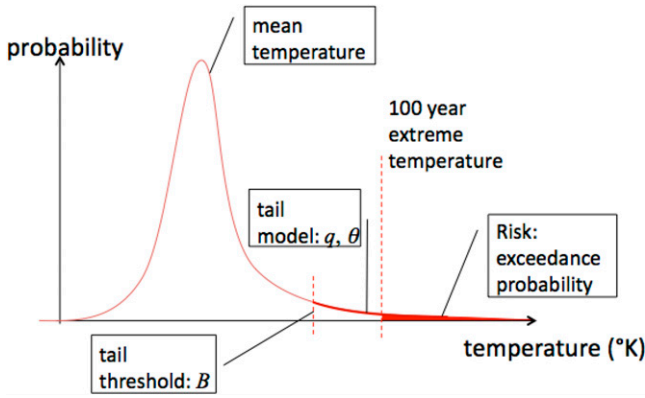 mean
temperature
probability
100 year
extreme
temperature
tail
model: q, θ
Risk:
exceedance
probability
tail
threshold: B
temperature (°K)